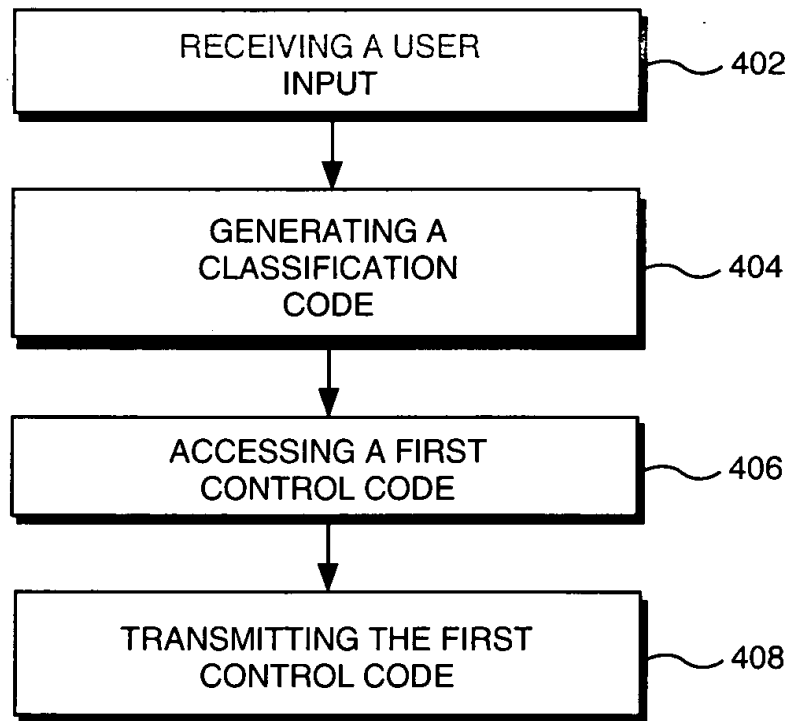 RECEIVING A USER
INPUT
402
GENERATING A
CLASSIFICATION
CODE
404
ACCESSING A FIRST
CONTROL CODE
406
TRANSMITTING THE FIRST
CONTROL CODE
408